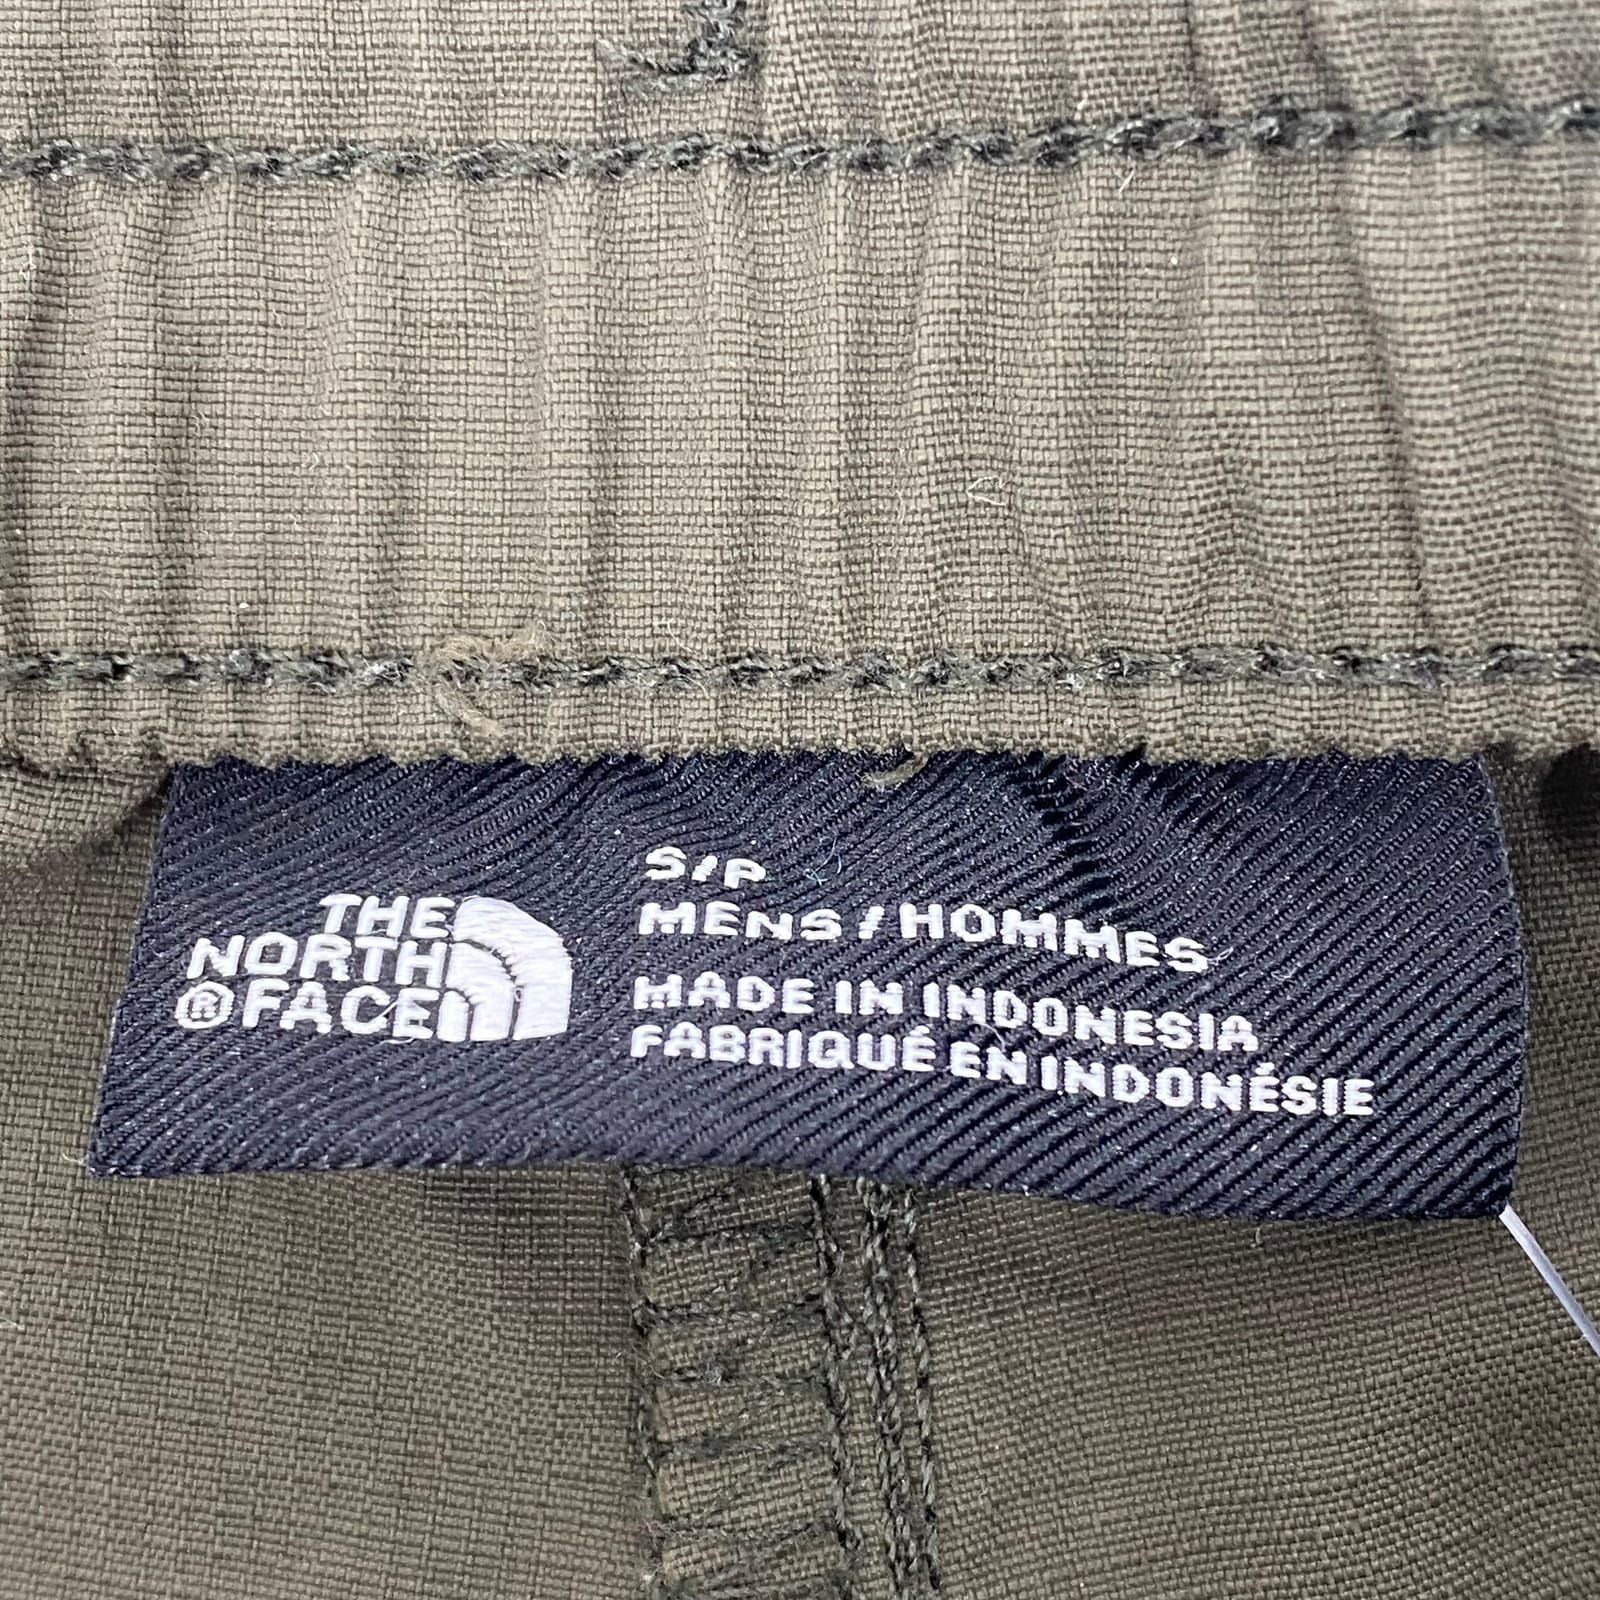 THE
NORTH
®FACE
S/P
MENS/HOMMES
MADE IN INDONESIA
FABRIQUÉ EN INDONÉSIE